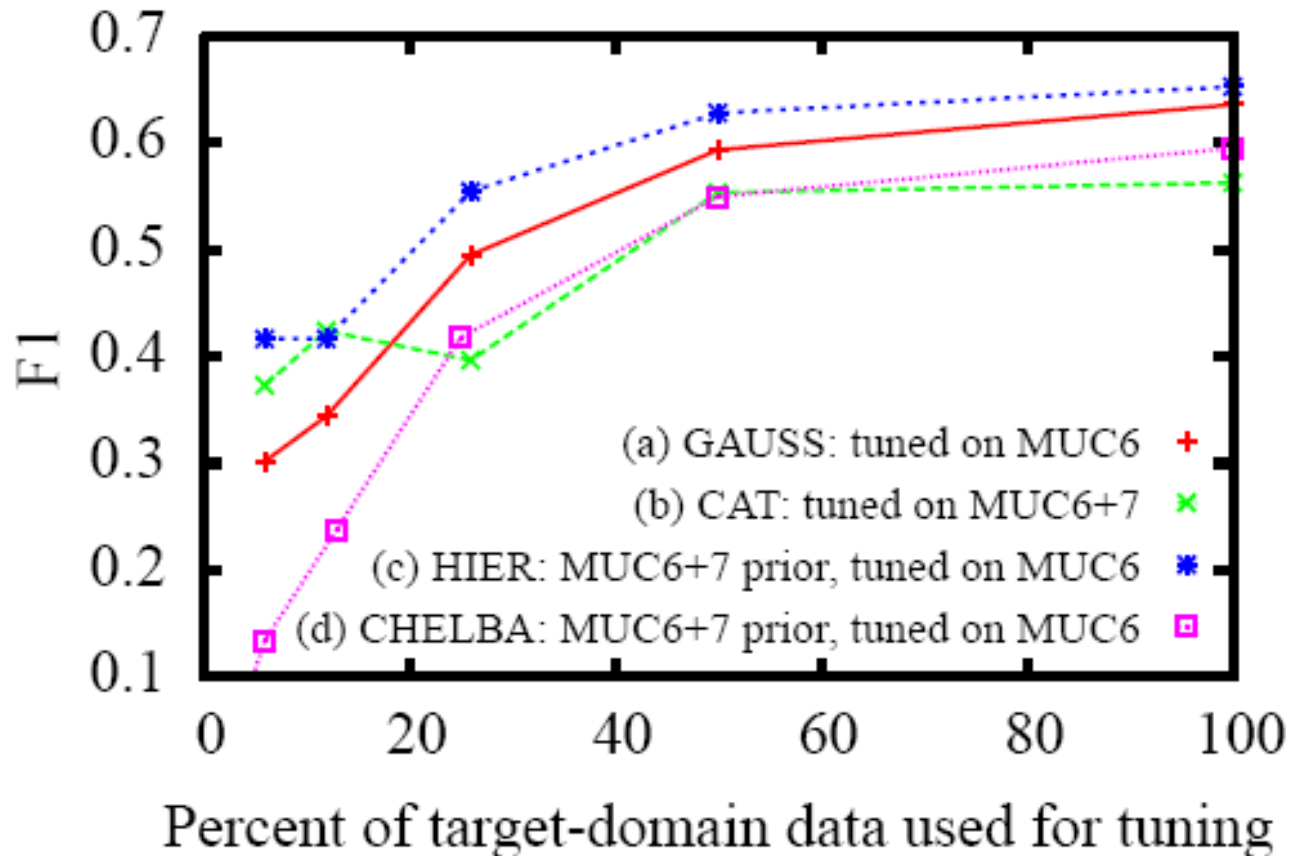 0.7
0.6
0.5
0.4
0.3
0.2
0.1
F1
(a) GAUSS: tuned on MUC6
(b) CAT: tuned on MUC6+7
(c) HIER: MUC6+7 prior, tuned on MUC6
(d) CHELBA: MUC6+7 prior, tuned on MUC6
0 20 40 60 80 100
Percent of target-domain data used for tuning